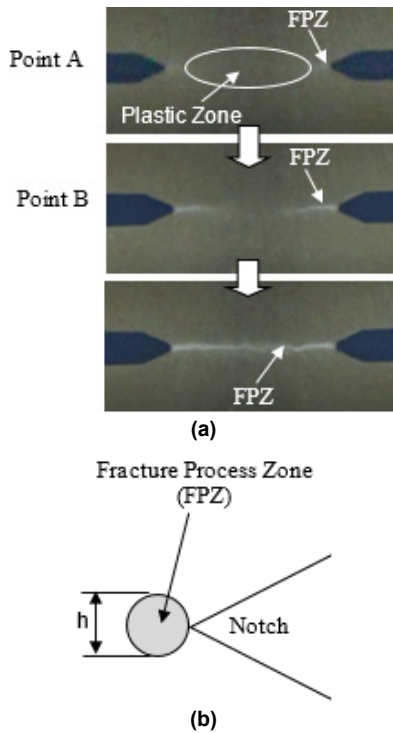 FPZ
Point A
Plastic Zone
FPZ
Point B
FPZ
(a)
Fracture Process Zone
(FPZ)
h
Notch
(b)